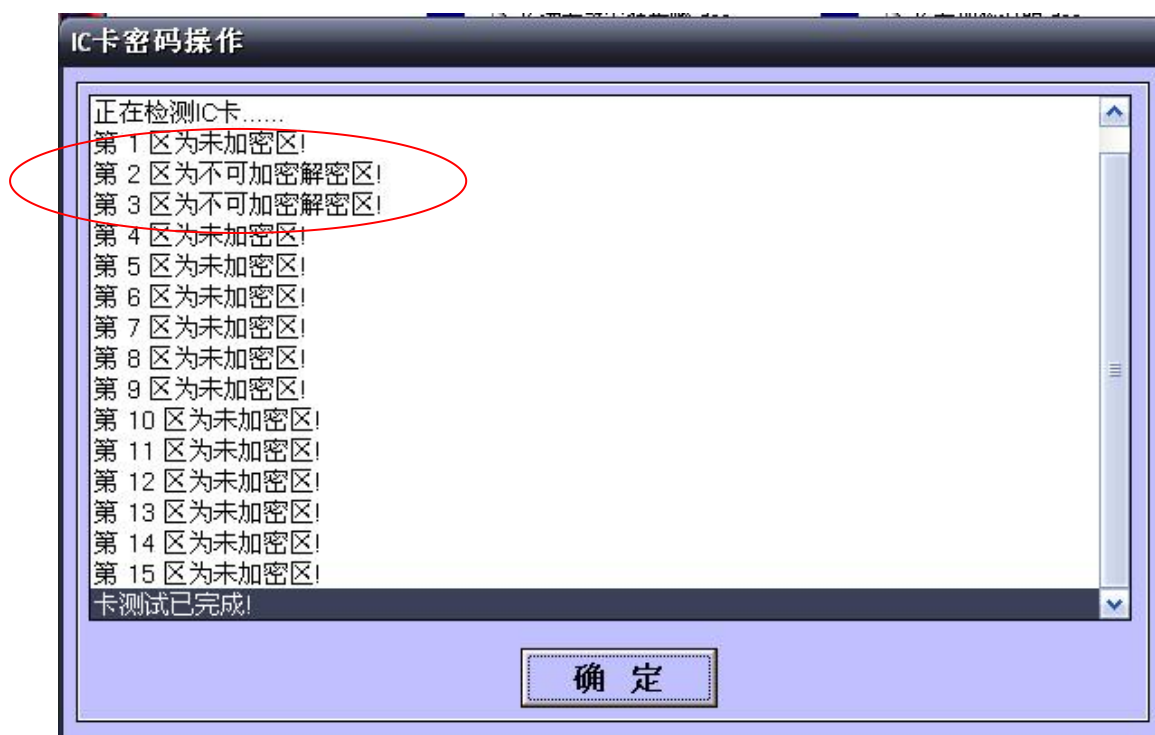 IC卡密码操作
正在检测IC卡......
第 1 区为未加密区!
第 2 区为不可加密解密区!
第 3 区为不可加密解密区!
第 4 区为未加密区!
第 5 区为未加密区!
第 6 区为未加密区!
第 7 区为未加密区!
第 8 区为未加密区!
第 9 区为未加密区!
第 10 区为未加密区!
第 11 区为未加密区!
第 12 区为未加密区!
第 13 区为未加密区!
第 14 区为未加密区!
第 15 区为未加密区!
卡测试已完成!
确 定